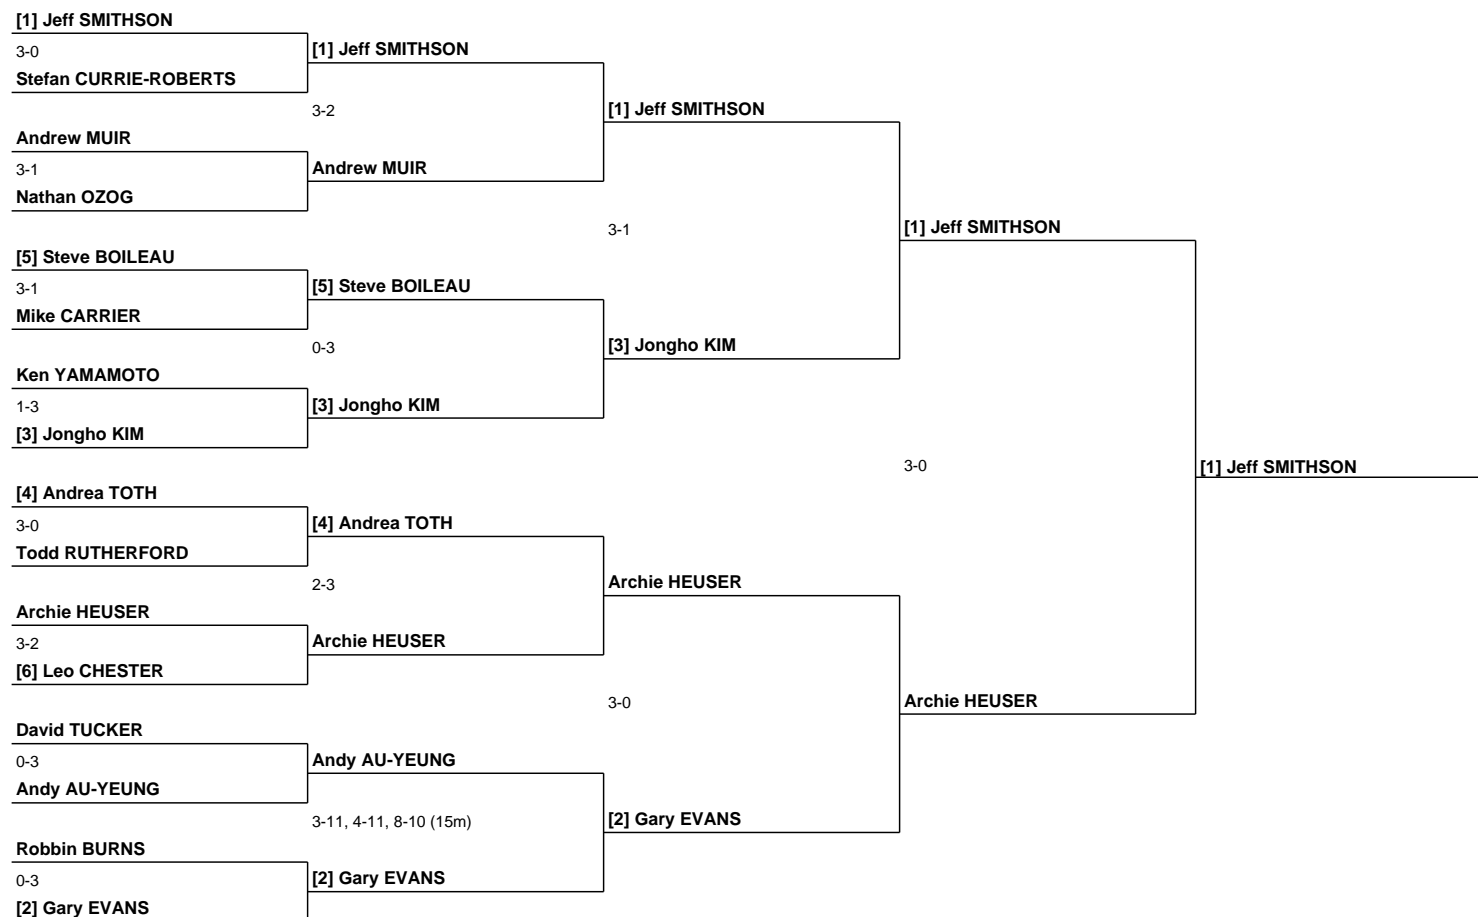 [1] Jeff SMITHSON
3-0
Stefan CURRIE-ROBERTS
Andrew MUIR
3-1
Nathan OZOG
[5] Steve BOILEAU
3-1
Mike CARRIER
Ken YAMAMOTO
1-3
[3] Jongho KIM
[4] Andrea TOTH
3-0
Todd RUTHERFORD
Archie HEUSER
3-2
[6] Leo CHESTER
David TUCKER
0-3
Andy AU-YEUNG
Robbin BURNS
0-3
[2] Gary EVANS
[1] Jeff SMITHSON
3-2
Andrew MUIR
[5] Steve BOILEAU
0-3
[3] Jongho KIM
[4] Andrea TOTH
2-3
Archie HEUSER
Andy AU-YEUNG
3-11, 4-11, 8-10 (15m)
[2] Gary EVANS
[1] Jeff SMITHSON
3-1
[3] Jongho KIM
Archie HEUSER
3-0
[2] Gary EVANS
[1] Jeff SMITHSON
3-0
Archie HEUSER
[1] Jeff SMITHSON